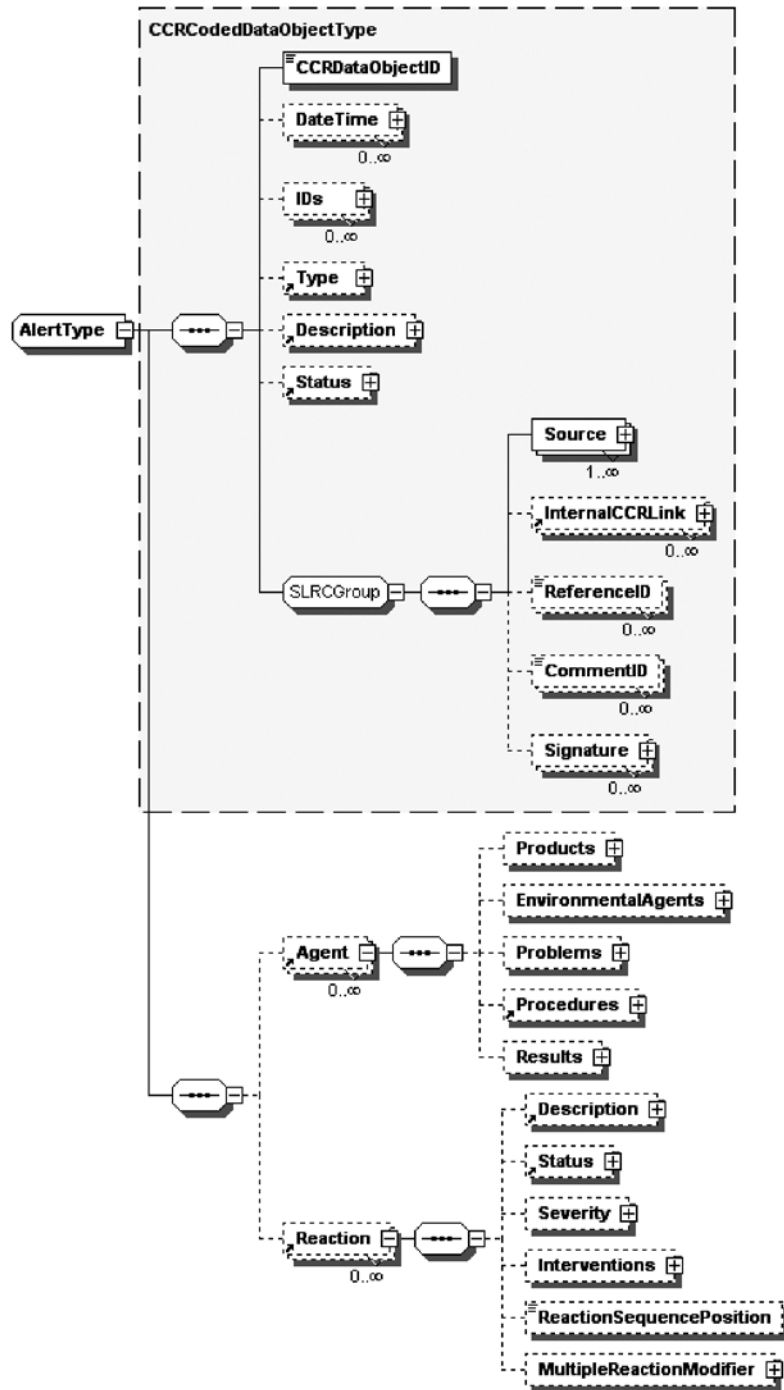 CCRCodedDataObjectType
CCRDataObjectID
DateTime
0..∞
IDs
0..∞
Type
AlertType
Description
Status
Source
1..∞
InternalCCRLink
0..∞
SLRCGroup
ReferenceID
0..∞
CommentID
0..∞
Signature
0..∞
Products
EnvironmentalAgents
Agent
0..∞
Problems
Procedures
Results
Description
Status
Severity
Reaction
0..∞
Interventions
ReactionSequencePosition
MultipleReactionModifier